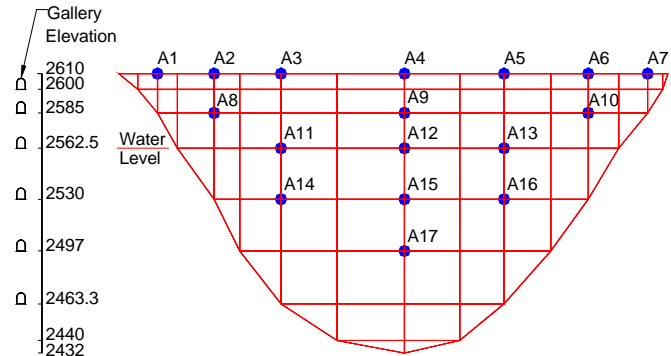 Gallery
Elevation
A1 A2 A3 A4 A5 A6 A7
2610
2600
A8 A9 A10
2585
A11 A12 A13
2562.5
Water
Level
A14 A15 A16
2530
A17
2497
2463.3
2440
2432